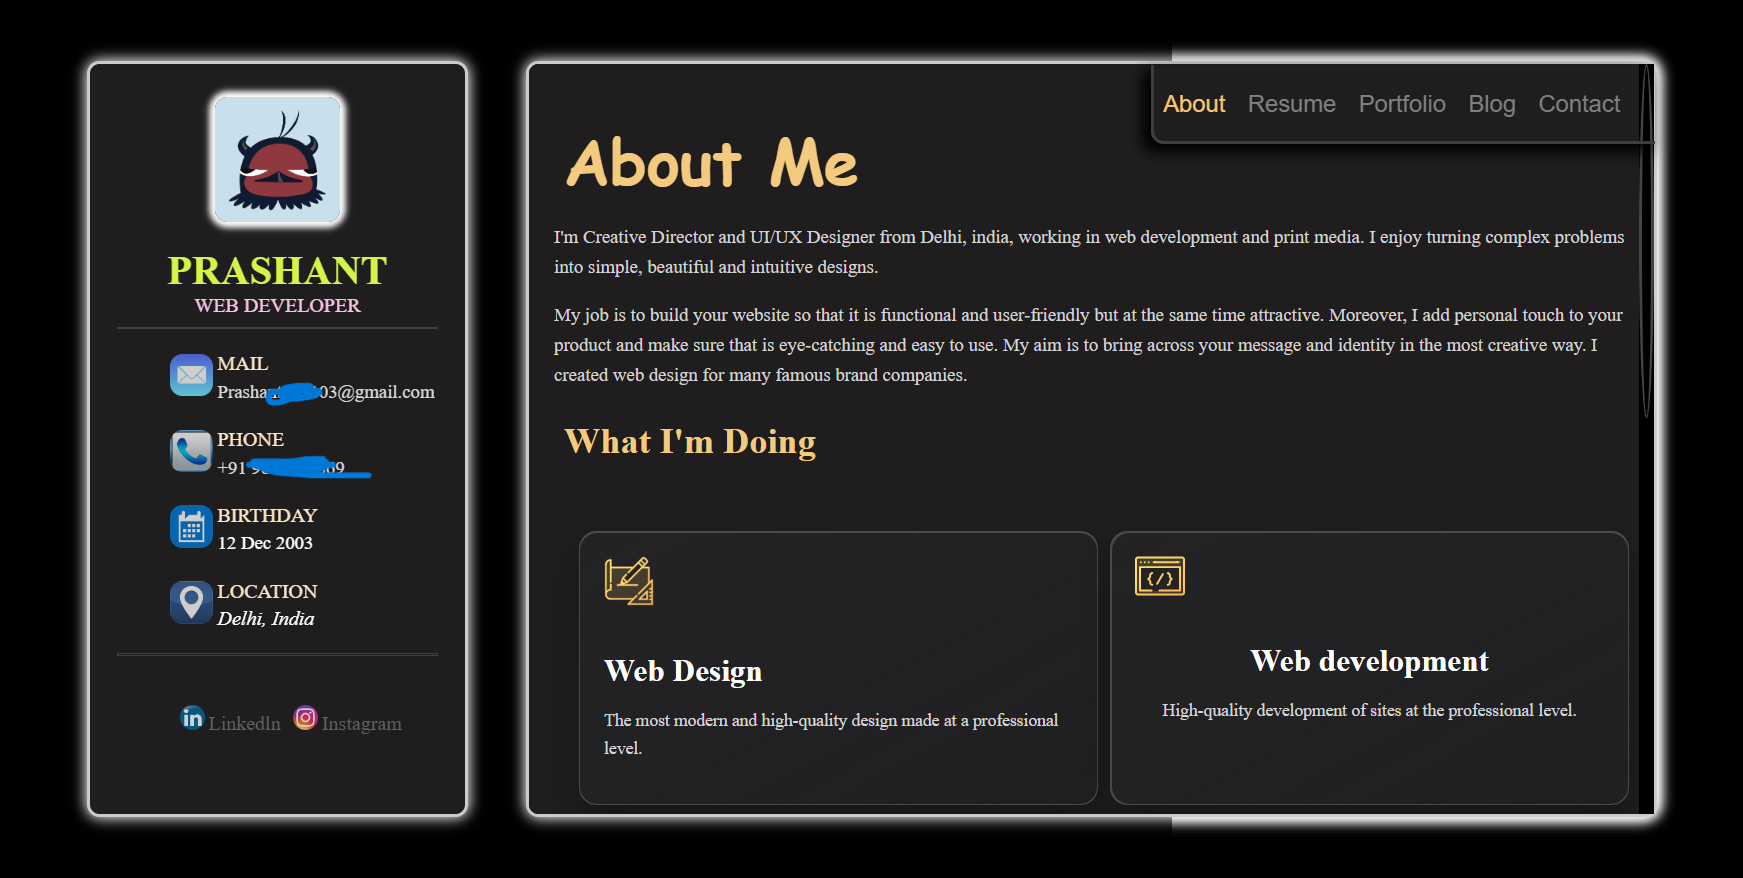 PRASHANT
WEB DEVELOPER
MAIL
03@gmail.com
PHONE
+91
BIRTHDAY
12 Dec 2003
LOCATION
Delhi, India
LinkedIn Instagram
About Resume Portfolio Blog Contact
About Me
I'm Creative Director and UI/UX Designer from Delhi, india, working in web development and print media. I enjoy turning complex problems
into simple, beautiful and intuitive designs.
My job is to build your website so that it is functional and user-friendly but at the same time attractive. Moreover, I add personal touch to your
product and make sure that is eye-catching and easy to use. My aim is to bring across your message and identity in the most creative way. I
created web design for many famous brand companies.
What I'm Doing
Web Design
The most modern and high-quality design made at a professional
level.
Web development
High-quality development of sites at the professional level.